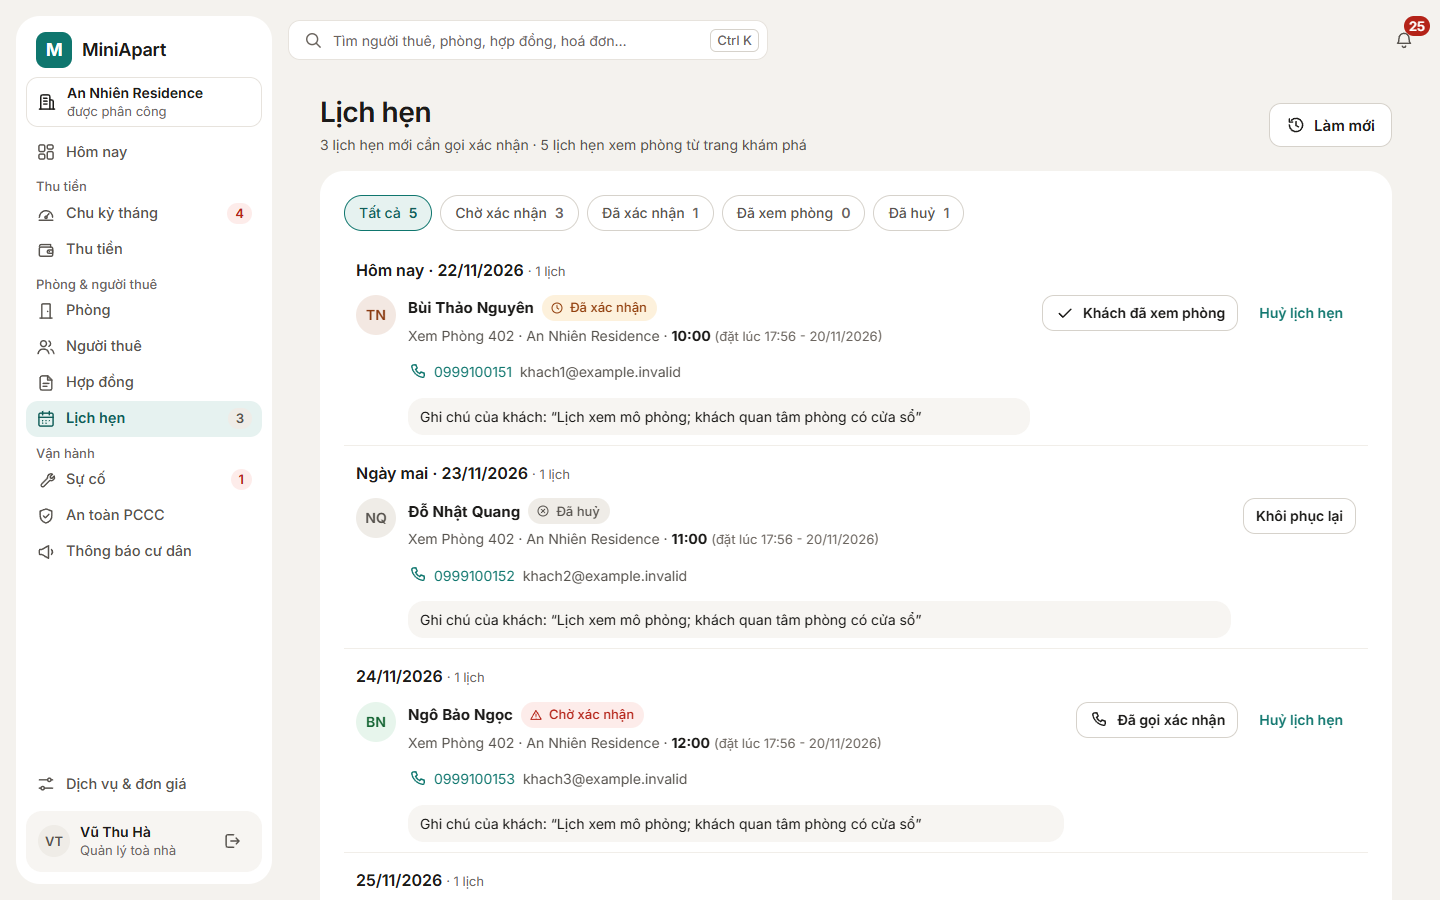 M MiniApart
An Nhiên Residence
được phân công
Hôm nay
Thu tiền
Chu kỳ tháng 4
Thu tiền
Phòng & người thuê
Phòng
Người thuê
Hợp đồng
Lịch hẹn 3
Vận hành
Sự cố 1
An toàn PCCC
Thông báo cư dân
Dịch vụ & đơn giá
VT Vũ Thu Hà
Quản lý toà nhà
Tìm người thuê, phòng, hợp đồng, hoá đơn... Ctrl K
25
Lịch hẹn
3 lịch hẹn mới cần gọi xác nhận · 5 lịch hẹn xem phòng từ trang khám phá
Làm mới
Tất cả 5 Chờ xác nhận 3 Đã xác nhận 1 Đã xem phòng 0 Đã huỷ 1
Hôm nay · 22/11/2026 · 1 lịch
TN Bùi Thảo Nguyên Đã xác nhận
Khách đã xem phòng Huỷ lịch hẹn
Xem Phòng 402 · An Nhiên Residence · 10:00 (đặt lúc 17:56 - 20/11/2026)
0999100151 khach1@example.invalid
Ghi chú của khách: “Lịch xem mô phỏng; khách quan tâm phòng có cửa sổ”
Ngày mai · 23/11/2026 · 1 lịch
NQ Đỗ Nhật Quang Đã huỷ
Khôi phục lại
Xem Phòng 402 · An Nhiên Residence · 11:00 (đặt lúc 17:56 - 20/11/2026)
0999100152 khach2@example.invalid
Ghi chú của khách: “Lịch xem mô phỏng; khách quan tâm phòng có cửa sổ”
24/11/2026 · 1 lịch
BN Ngô Bảo Ngọc Chờ xác nhận
Đã gọi xác nhận Huỷ lịch hẹn
Xem Phòng 402 · An Nhiên Residence · 12:00 (đặt lúc 17:56 - 20/11/2026)
0999100153 khach3@example.invalid
Ghi chú của khách: “Lịch xem mô phỏng; khách quan tâm phòng có cửa sổ”
25/11/2026 · 1 lịch